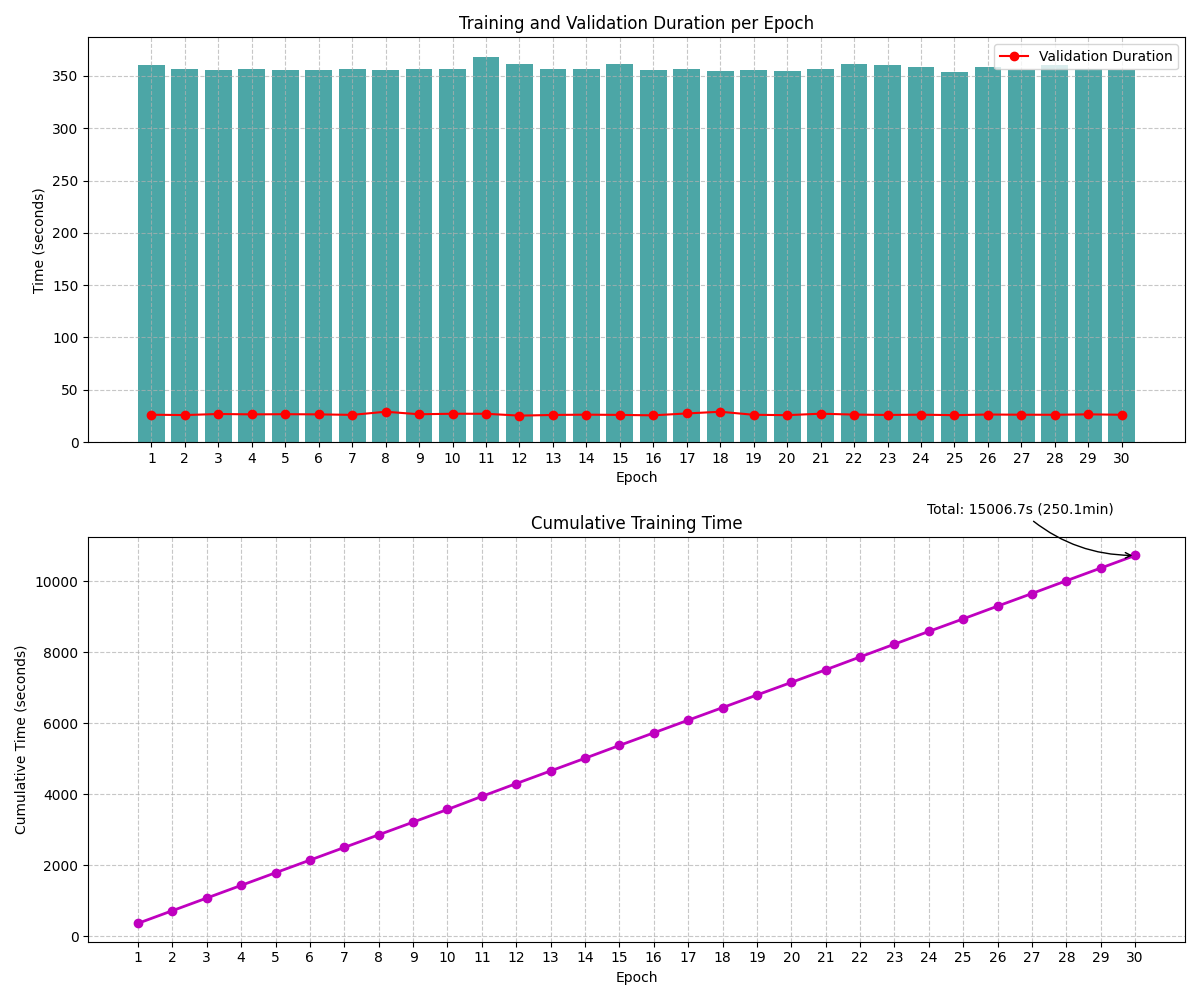 Training and Validation Duration per Epoch
Validation Duration
350
300
250
200
150
100
50
0
Time (seconds)
1 2 3 4 5 6 7 8 9 10 11 12 13 14 15 16 17 18 19 20 21 22 23 24 25 26 27 28 29 30
Epoch
Total: 15006.7s (250.1min)
Cumulative Training Time
10000
8000
6000
4000
2000
0
Cumulative Time (seconds)
1 2 3 4 5 6 7 8 9 10 11 12 13 14 15 16 17 18 19 20 21 22 23 24 25 26 27 28 29 30
Epoch